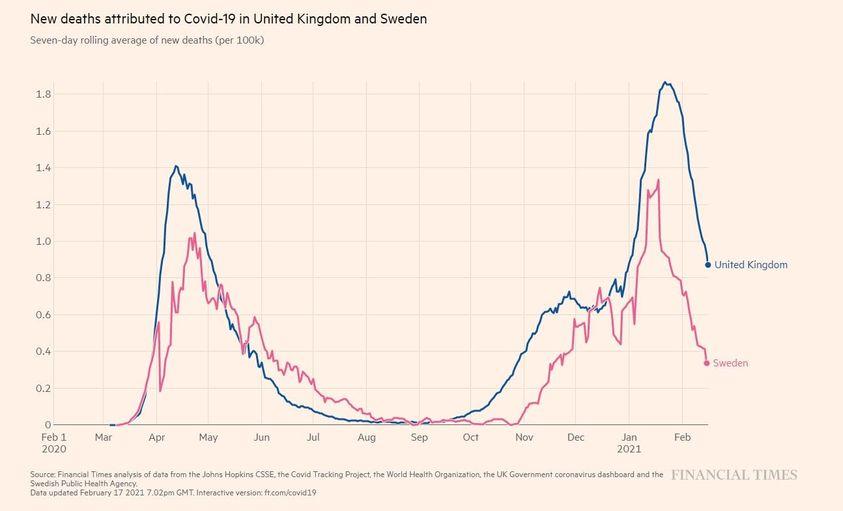 New deaths attributed to Covid-19 in United Kingdom and Sweden
Seven-day rolling average of new deaths (per 100k)
1.8
1.6
1.4
1.2
1.0
0.8
0.6
0.4
0.2
0
United Kingdom
Sweden
Feb 1 Mar Apr May Jun Jul Aug Sep Oct Nov Dec Jan Feb
2020 2021
Source: Financial Times analysis of data from the Johns Hopkins CSSE, the Covid Tracking Project, the World Health Organization, the UK Government coronavirus dashboard and the
Swedish Public Health Agency.
Data updated February 17 2021 7.02pm GMT. Interactive version: ft.com/covid19
FINANCIAL TIMES